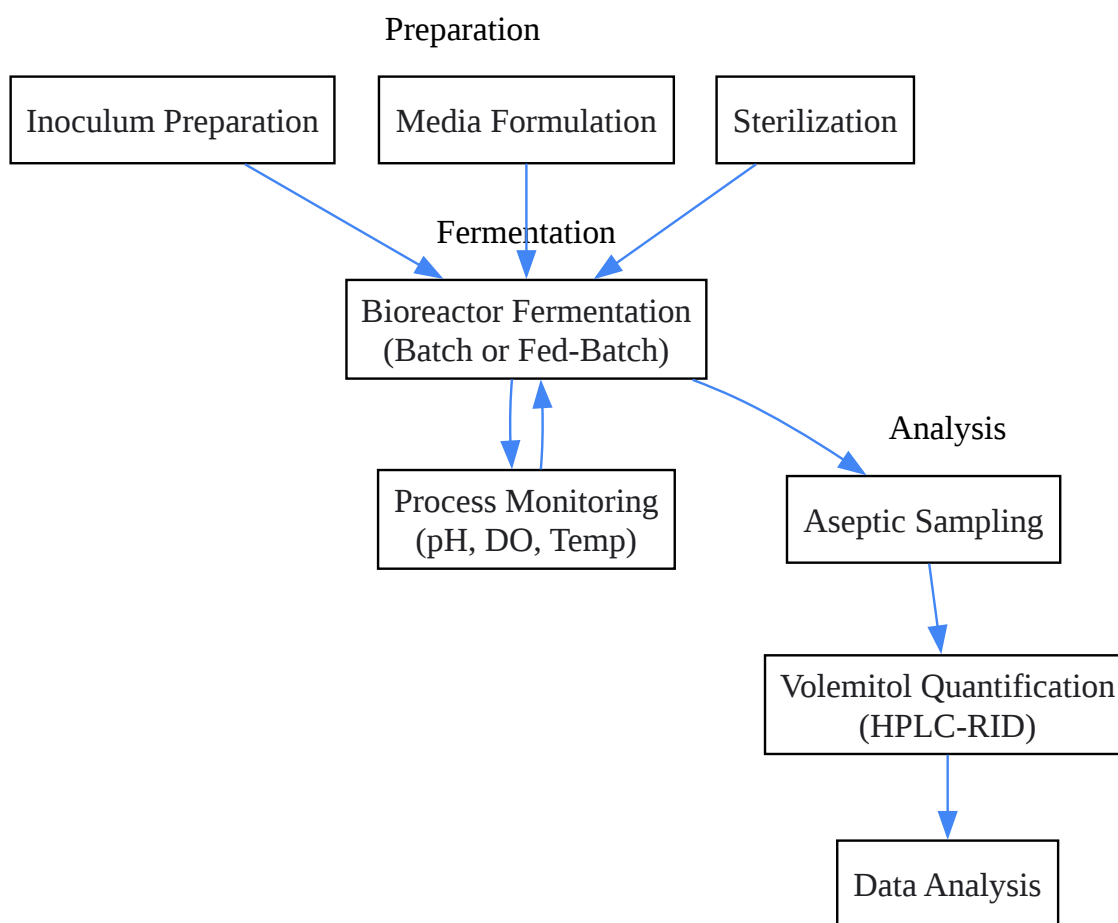 Preparation
Inoculum Preparation
Media Formulation
Sterilization
Fermentation
Bioreactor Fermentation
(Batch or Fed-Batch)
Analysis
Process Monitoring
(pH, DO, Temp)
Aseptic Sampling
Volemitol Quantification
(HPLC-RID)
Data Analysis